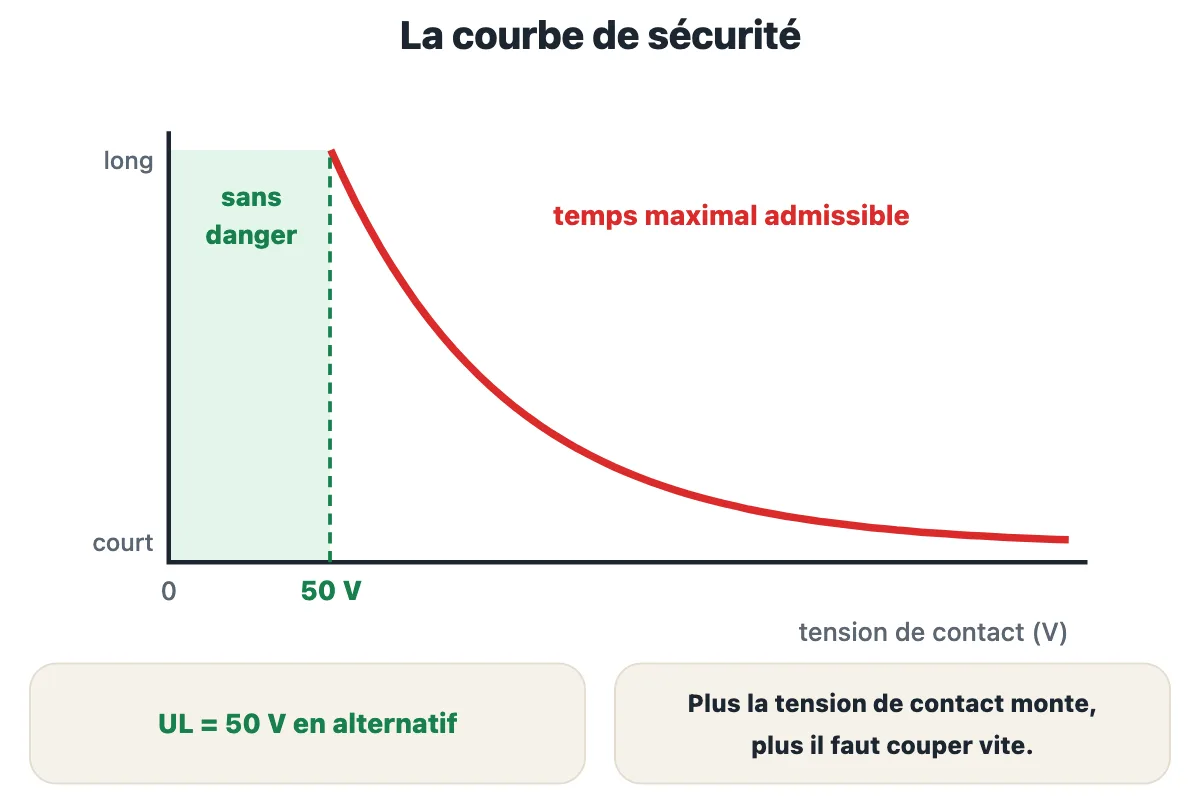 La courbe de sécurité
long
sans
danger
temps maximal admissible
court
0
50 V
tension de contact (V)
UL = 50 V en alternatif
Plus la tension de contact monte,
plus il faut couper vite.